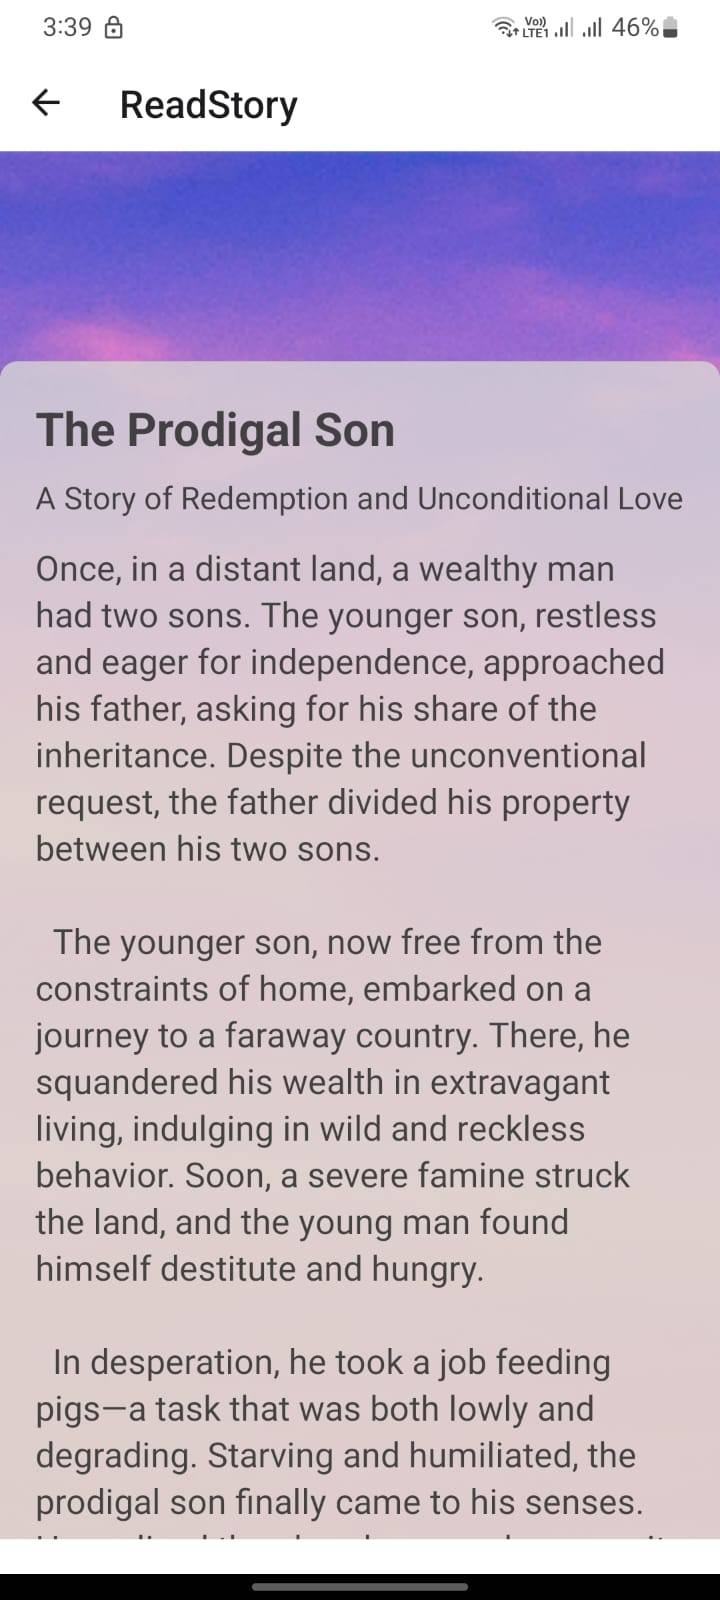 3:39
Vo)) LTE1 46%
ReadStory
The Prodigal Son
A Story of Redemption and Unconditional Love
Once, in a distant land, a wealthy man
had two sons. The younger son, restless
and eager for independence, approached
his father, asking for his share of the
inheritance. Despite the unconventional
request, the father divided his property
between his two sons.
The younger son, now free from the
constraints of home, embarked on a
journey to a faraway country. There, he
squandered his wealth in extravagant
living, indulging in wild and reckless
behavior. Soon, a severe famine struck
the land, and the young man found
himself destitute and hungry.
In desperation, he took a job feeding
pigs—a task that was both lowly and
degrading. Starving and humiliated, the
prodigal son finally came to his senses.